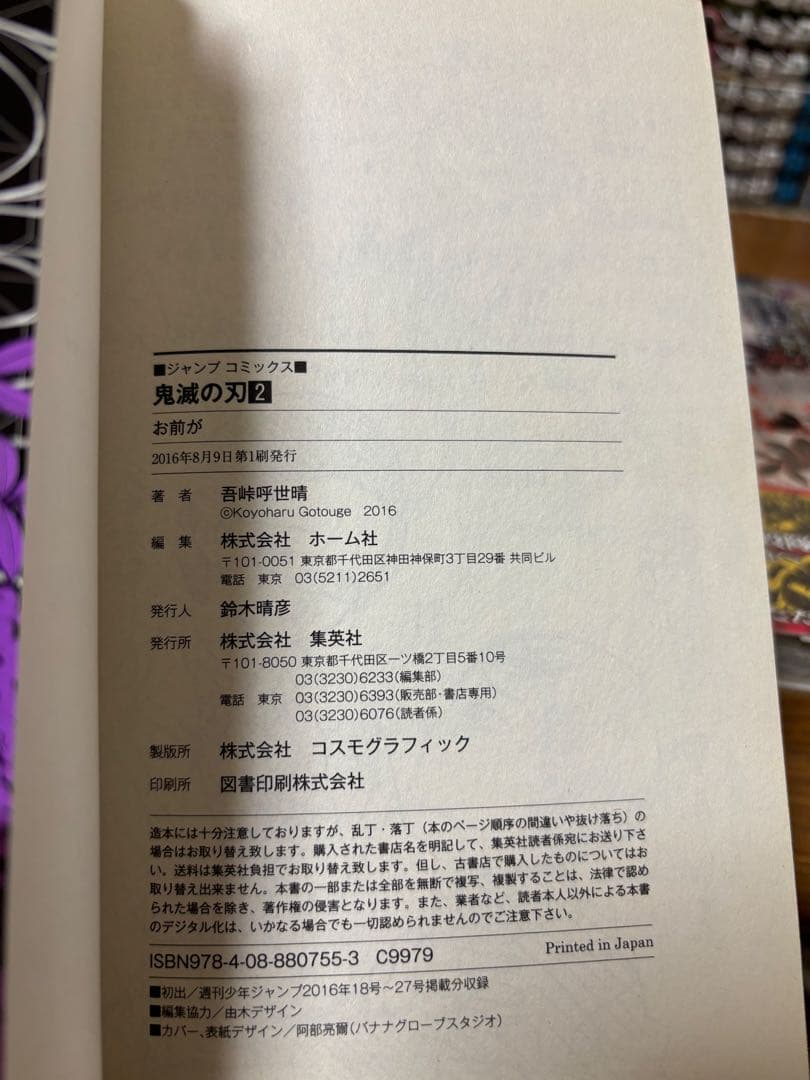 ■ジャンプ コミックス■
鬼滅の刃2
お前が
2016年8月9日第1刷発行
著 者 吾峠呼世晴
©Koyoharu Gotouge 2016
編 集 株式会社 ホーム社
〒101-0051 東京都千代田区神田神保町3丁目29番 共同ビル
電話 東京 03(5211)2651
発行人 鈴木晴彦
発行所 株式会社 集英社
〒101-8050 東京都千代田区一ツ橋2丁目5番10号
03(3230)6233(編集部)
電話 東京 03(3230)6393(販売部・書店専用)
03(3230)6076(読者係)
製版所 株式会社 コスモグラフィック
印刷所 図書印刷株式会社
造本には十分注意しておりますが、乱丁・落丁(本のページ順序の間違いや抜け落ち)の
場合はお取り替え致します。購入された書店名を明記して、集英社読者係宛にお送り下さ
い。送料は集英社負担でお取り替え致します。但し、古書店で購入したものについてはお
取り替え出来ません。本書の一部または全部を無断で複写、複製することは、法律で認め
られた場合を除き、著作権の侵害となります。また、業者など、読者本人以外による本書
のデジタル化は、いかなる場合でも一切認められませんのでご注意下さい。
ISBN978-4-08-880755-3 C9979 Printed in Japan
■初出/週刊少年ジャンプ2016年18号〜27号掲載分収録
■編集協力/由木デザイン
■カバー、表紙デザイン/阿部亮爾(バナナグローブスタジオ)